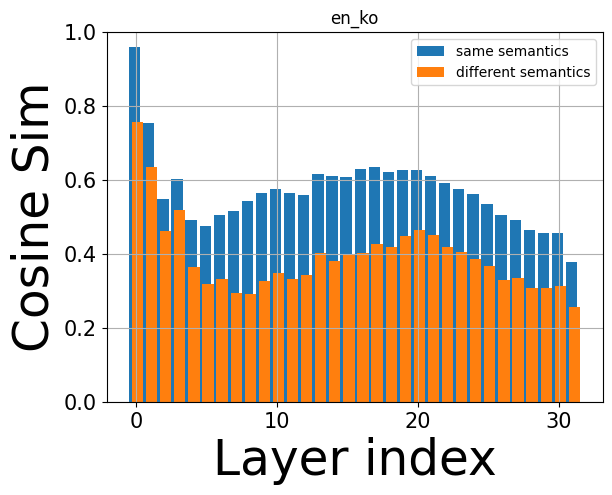 en_ko
same semantics
different semantics
Cosine Sim
1.0
0.8
0.6
0.4
0.2
0.0
0 10 20 30
Layer index